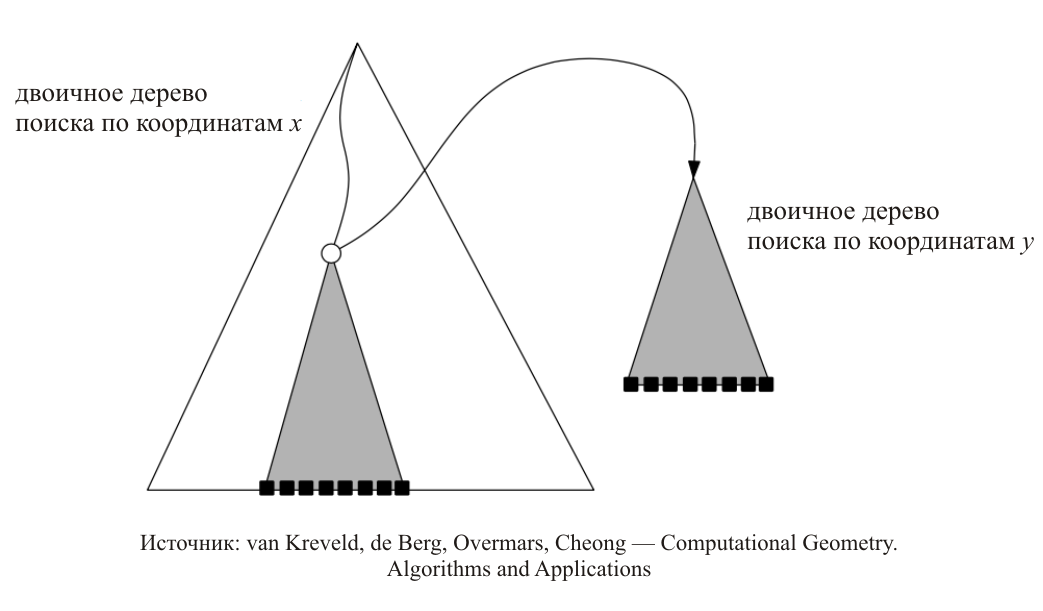 двоичное дерево
поиска по координатам x
двоичное дерево
поиска по координатам y
Источник: van Kreveld, de Berg, Overmars, Cheong — Computational Geometry.
Algorithms and Applications